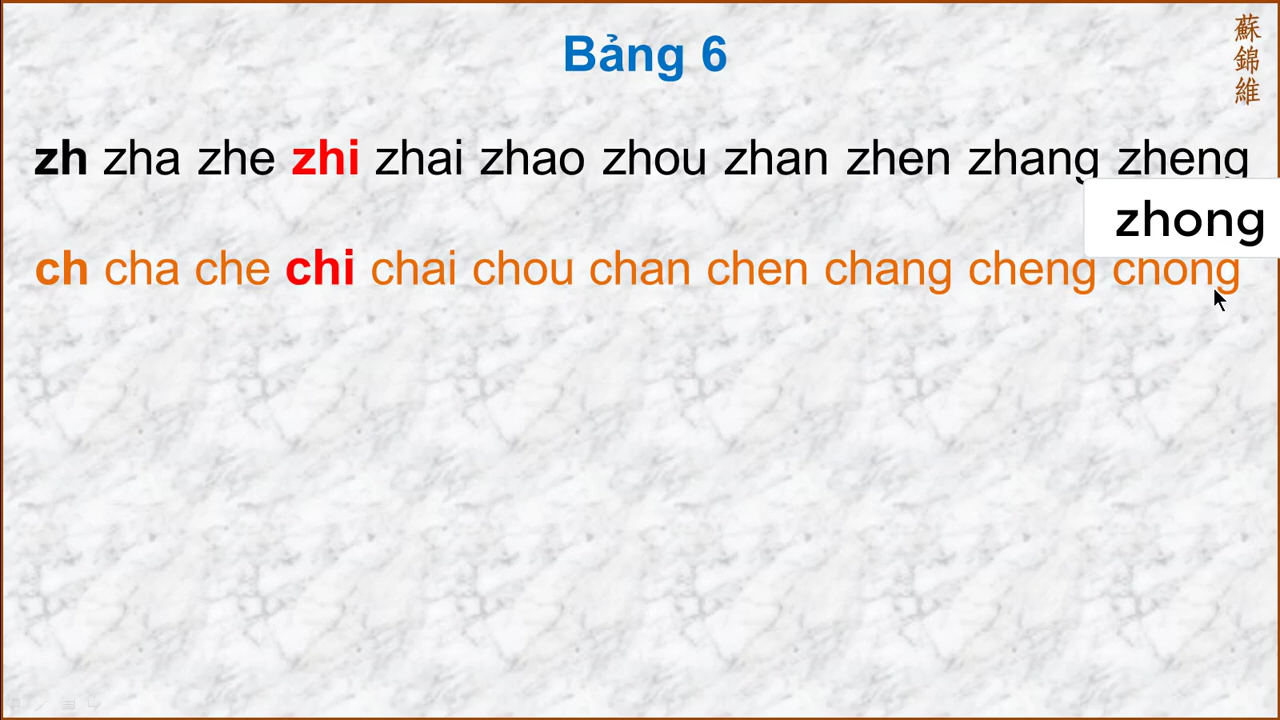 Bảng 6
蘇錦維
zh zha zhe zhi zhai zhao zhou zhan zhen zhang zheng
zhong
ch cha che chi chai chou chan chen chang cheng chong